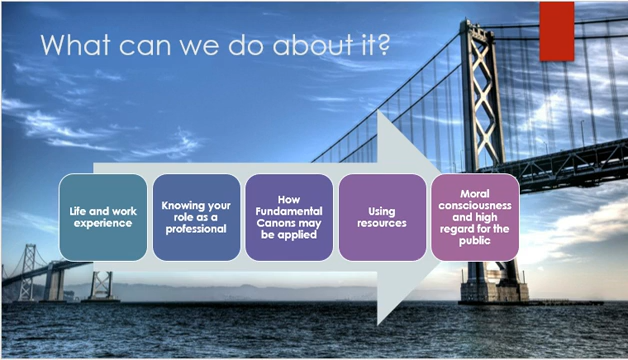 What can we do about it?
Life and work
experience
Knowing your
role as a
professional
How
Fundamental
Canons may
be applied
Using
resources
Moral
consciousness
and high
regard for the
public